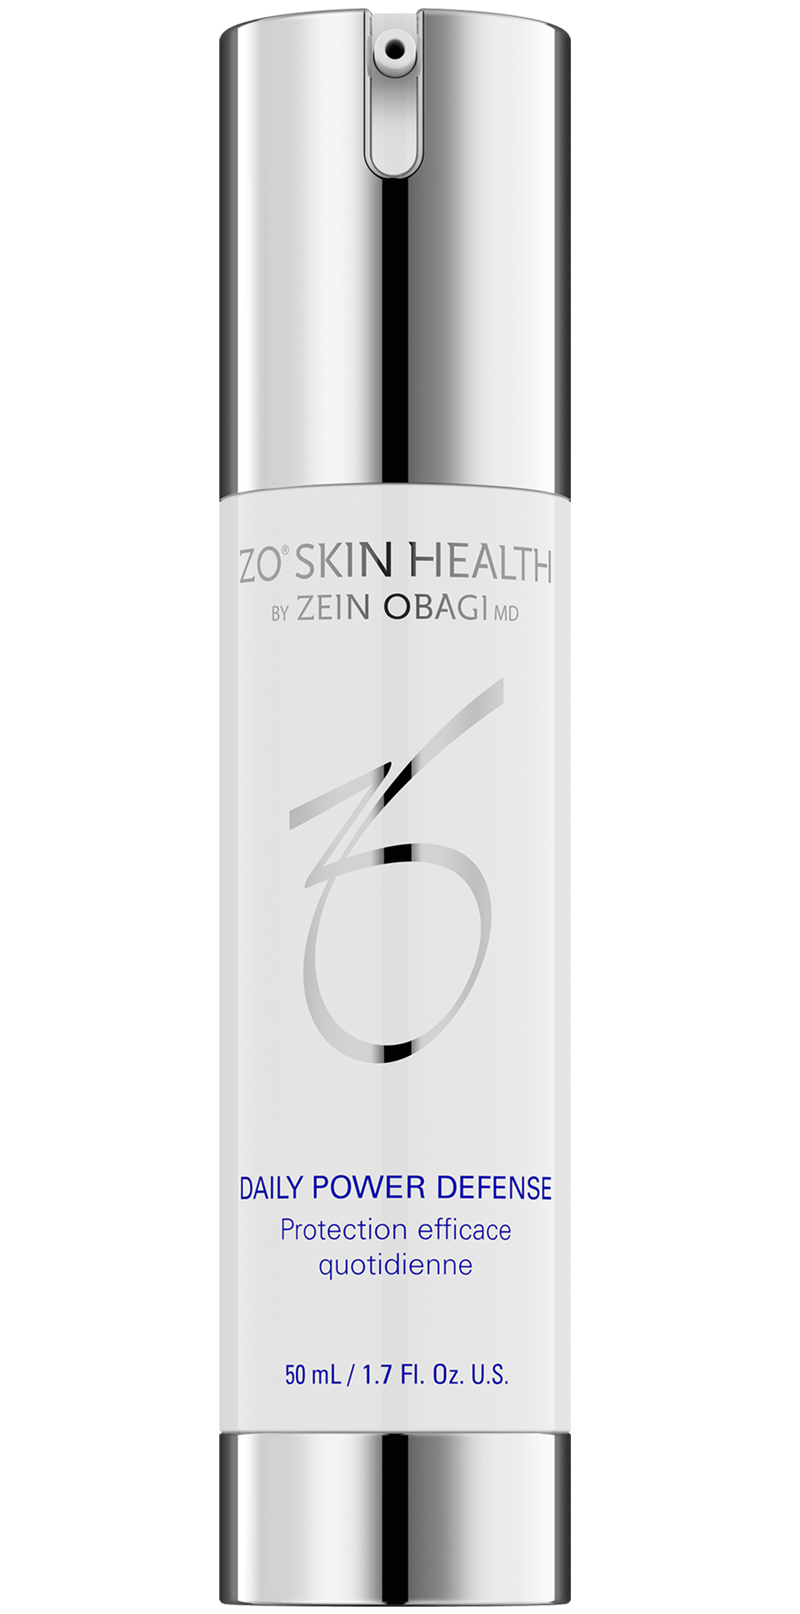 ZO® SKIN HEALTH
BY ZEIN OBAGI MD
DAILY POWER DEFENSE
Protection efficace
quotidienne
50 mL / 1.7 Fl. Oz. U.S.